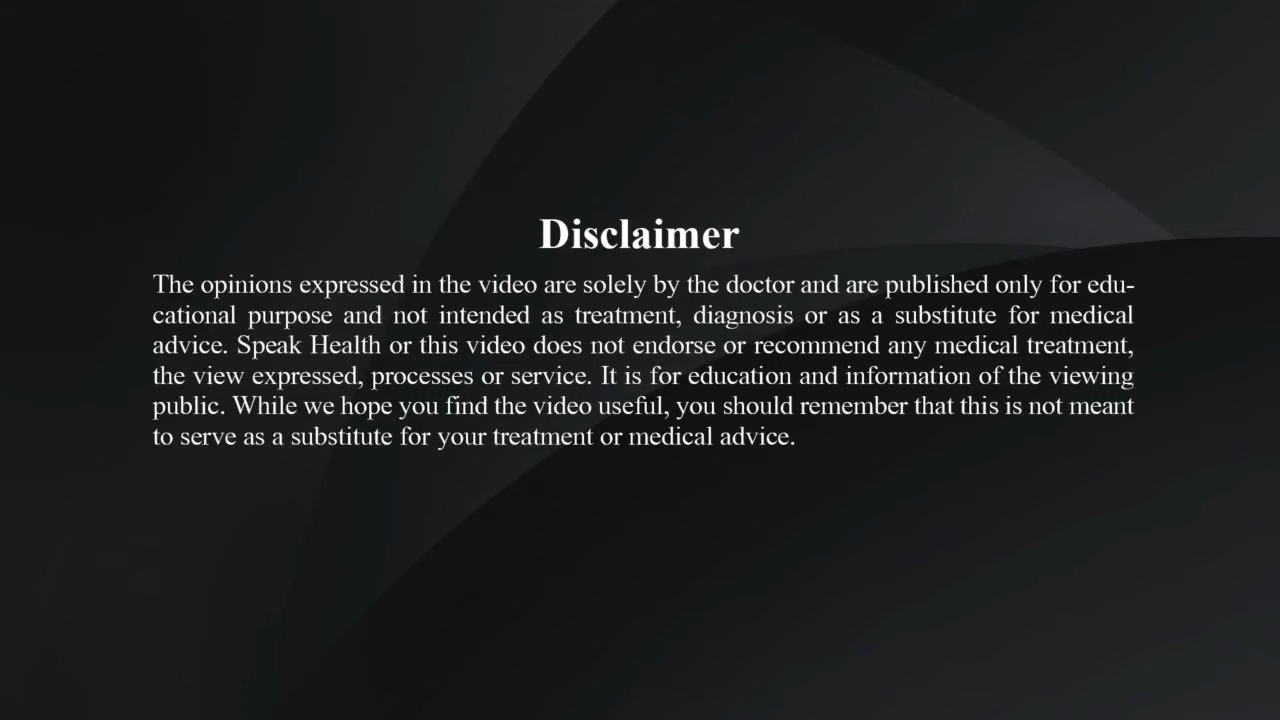 Disclaimer
The opinions expressed in the video are solely by the doctor and are published only for edu-
cational purpose and not intended as treatment, diagnosis or as a substitute for medical
advice. Speak Health or this video does not endorse or recommend any medical treatment,
the view expressed, processes or service. It is for education and information of the viewing
public. While we hope you find the video useful, you should remember that this is not meant
to serve as a substitute for your treatment or medical advice.